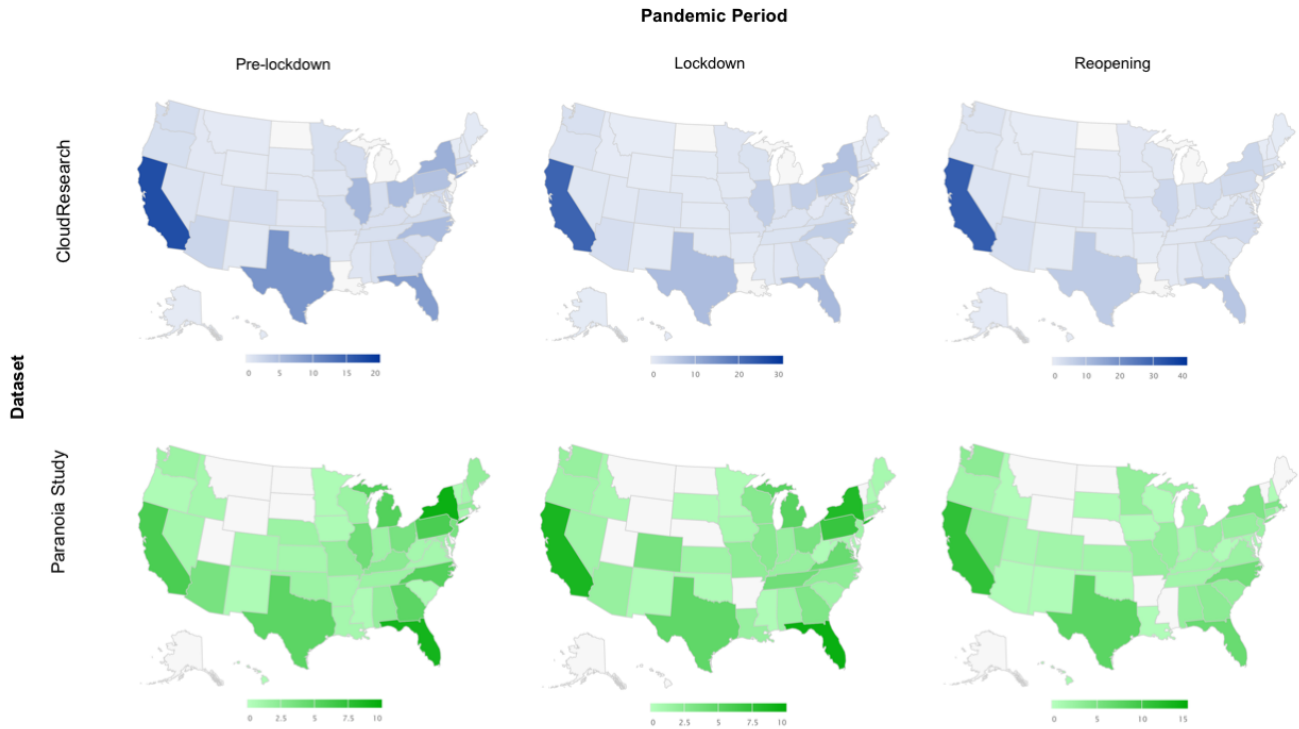 Pandemic Period
Pre-lockdown
Lockdown
Reopening
Dataset
CloudResearch
0 5 10 15 20
0 10 20 30
0 10 20 30 40
Paranoia Study
0 2.5 5 7.5 10
0 2.5 5 7.5 10
0 5 10 15